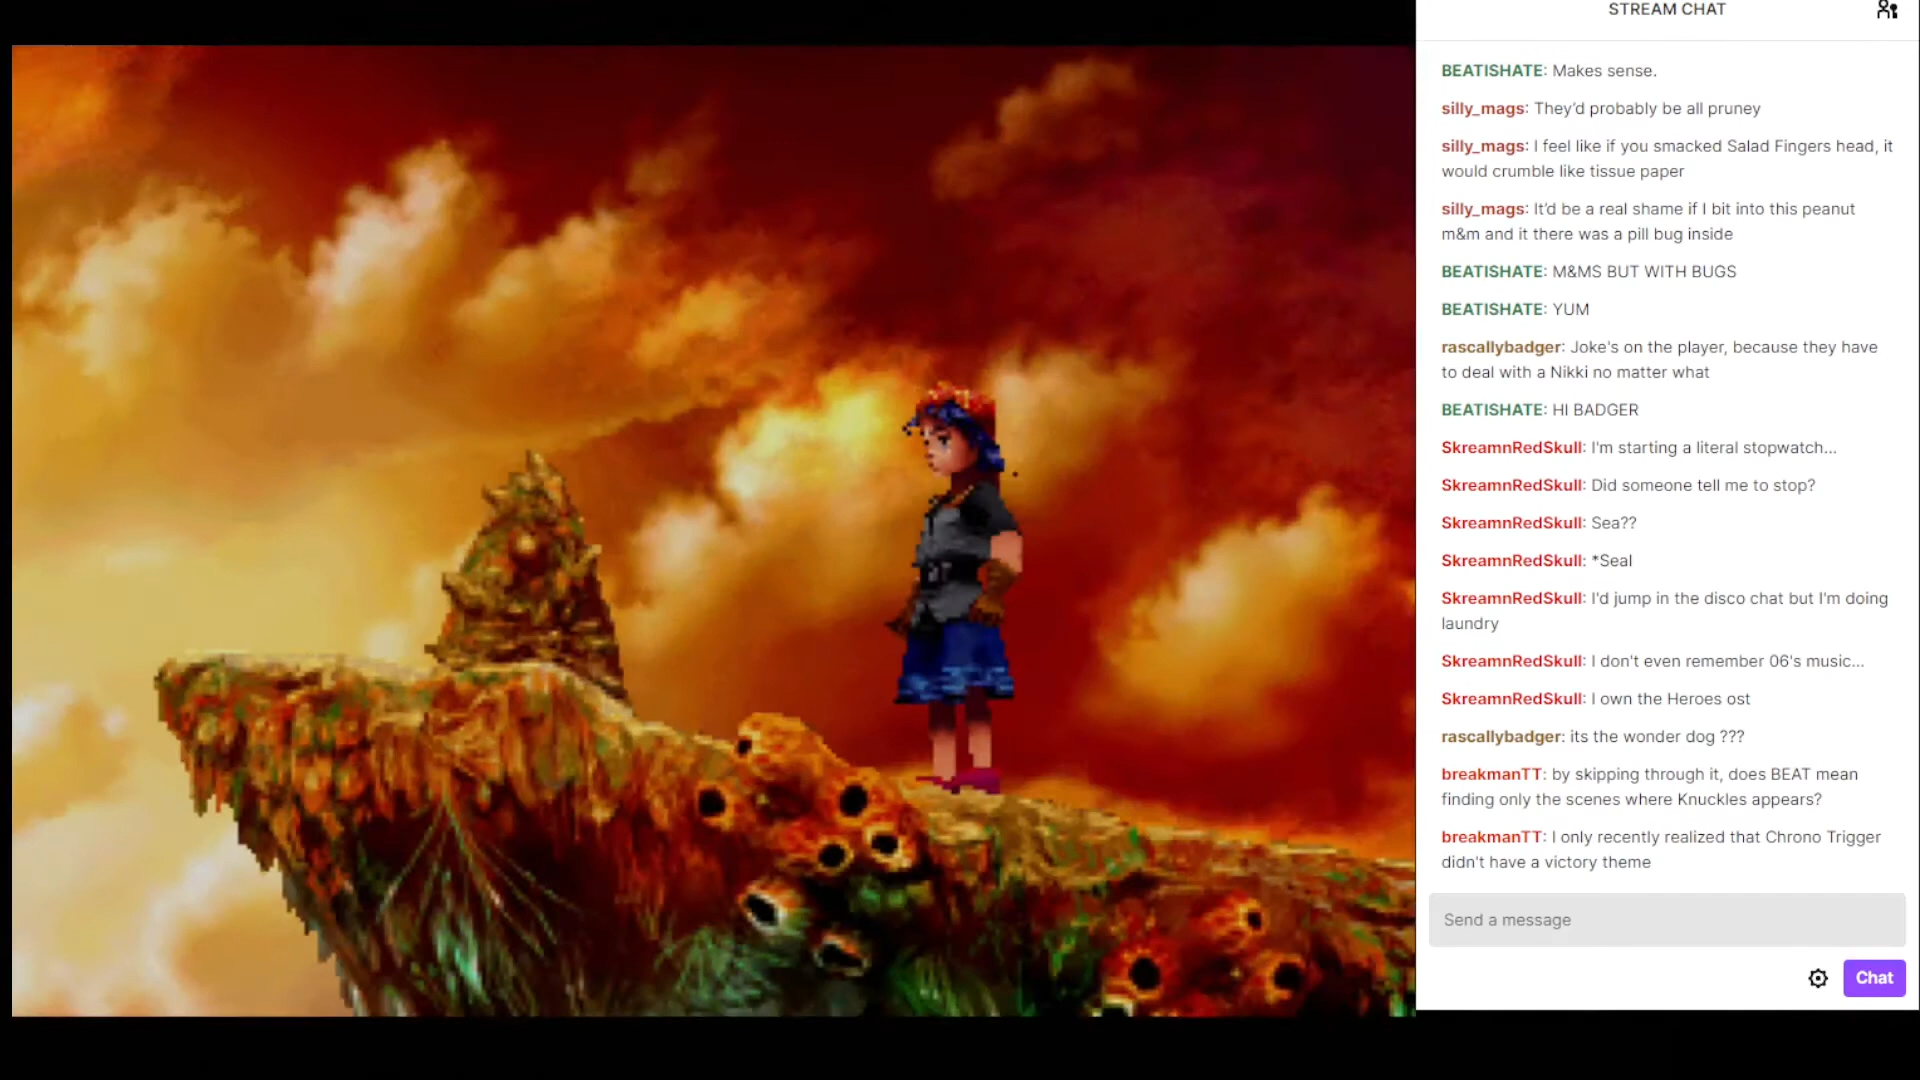 STREAM CHAT
BEATISHATE: Makes sense.
silly_mags: They'd probably be all pruney
silly_mags: I feel like if you smacked Salad Fingers head, it
would crumble like tissue paper
silly_mags: It'd be a real shame if I bit into this peanut
m&m and it there was a pill bug inside
BEATISHATE: M&MS BUT WITH BUGS
BEATISHATE: YUM
rascallybadger: Joke's on the player, because they have
to deal with a Nikki no matter what
BEATISHATE: HI BADGER
SkreamnRedSkull: I'm starting a literal stopwatch...
SkreamnRedSkull: Did someone tell me to stop?
SkreamnRedSkull: Sea??
SkreamnRedSkull: *Seal
SkreamnRedSkull: I'd jump in the disco chat but I'm doing
laundry
SkreamnRedSkull: I don't even remember 06's music...
SkreamnRedSkull: I own the Heroes ost
rascallybadger: its the wonder dog ???
breakmanTT: by skipping through it, does BEAT mean
finding only the scenes where Knuckles appears?
breakmanTT: I only recently realized that Chrono Trigger
didn't have a victory theme
Send a message
Chat